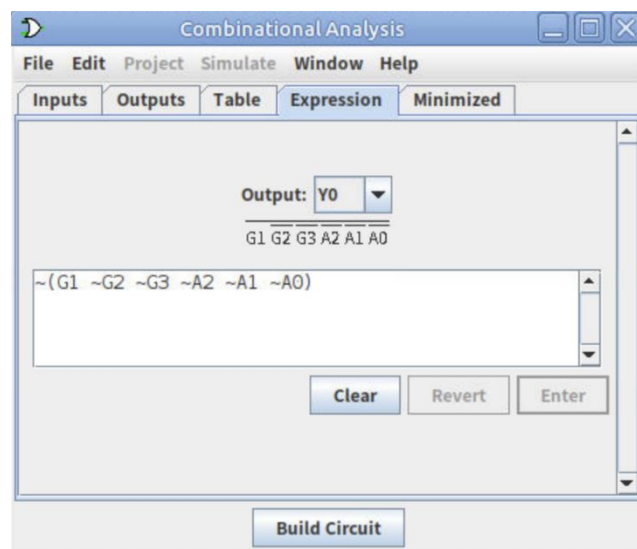 Combinational Analysis
File Edit Project Simulate Window Help
Inputs Outputs Table Expression Minimized
Output: Y0
G1 G2 G3 A2 A1 A0
~(G1 ~G2 ~G3 ~A2 ~A1 ~A0)
Clear Revert Enter
Build Circuit